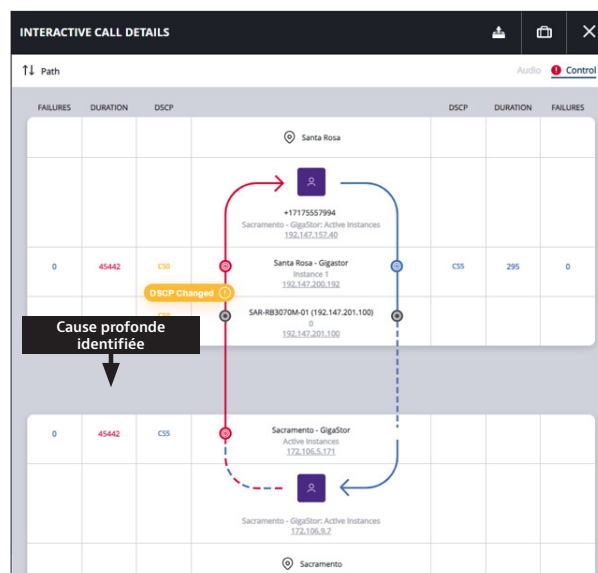 INTERACTIVE CALL DETAILS
Path
Audio
Control
FAILURES DURATION DSCP DSCP DURATION FAILURES
Santa Rosa
+17175557994
Sacramento - GigaStor: Active Instances
192.147.157.40
0 45442 CS0 Santa Rosa - Gigastor CS5 295 0
Instance 1
192.147.200.192
DSCP Changed
CS5 SAR-RB3070M-01 (192.147.201.100)
0
192.147.201.100
Cause profonde
identifiée
0 45442 CS5 Sacramento - GigaStor
Active Instances
172.106.5.171
Sacramento - GigaStor: Active Instances
172.106.9.7
Sacramento